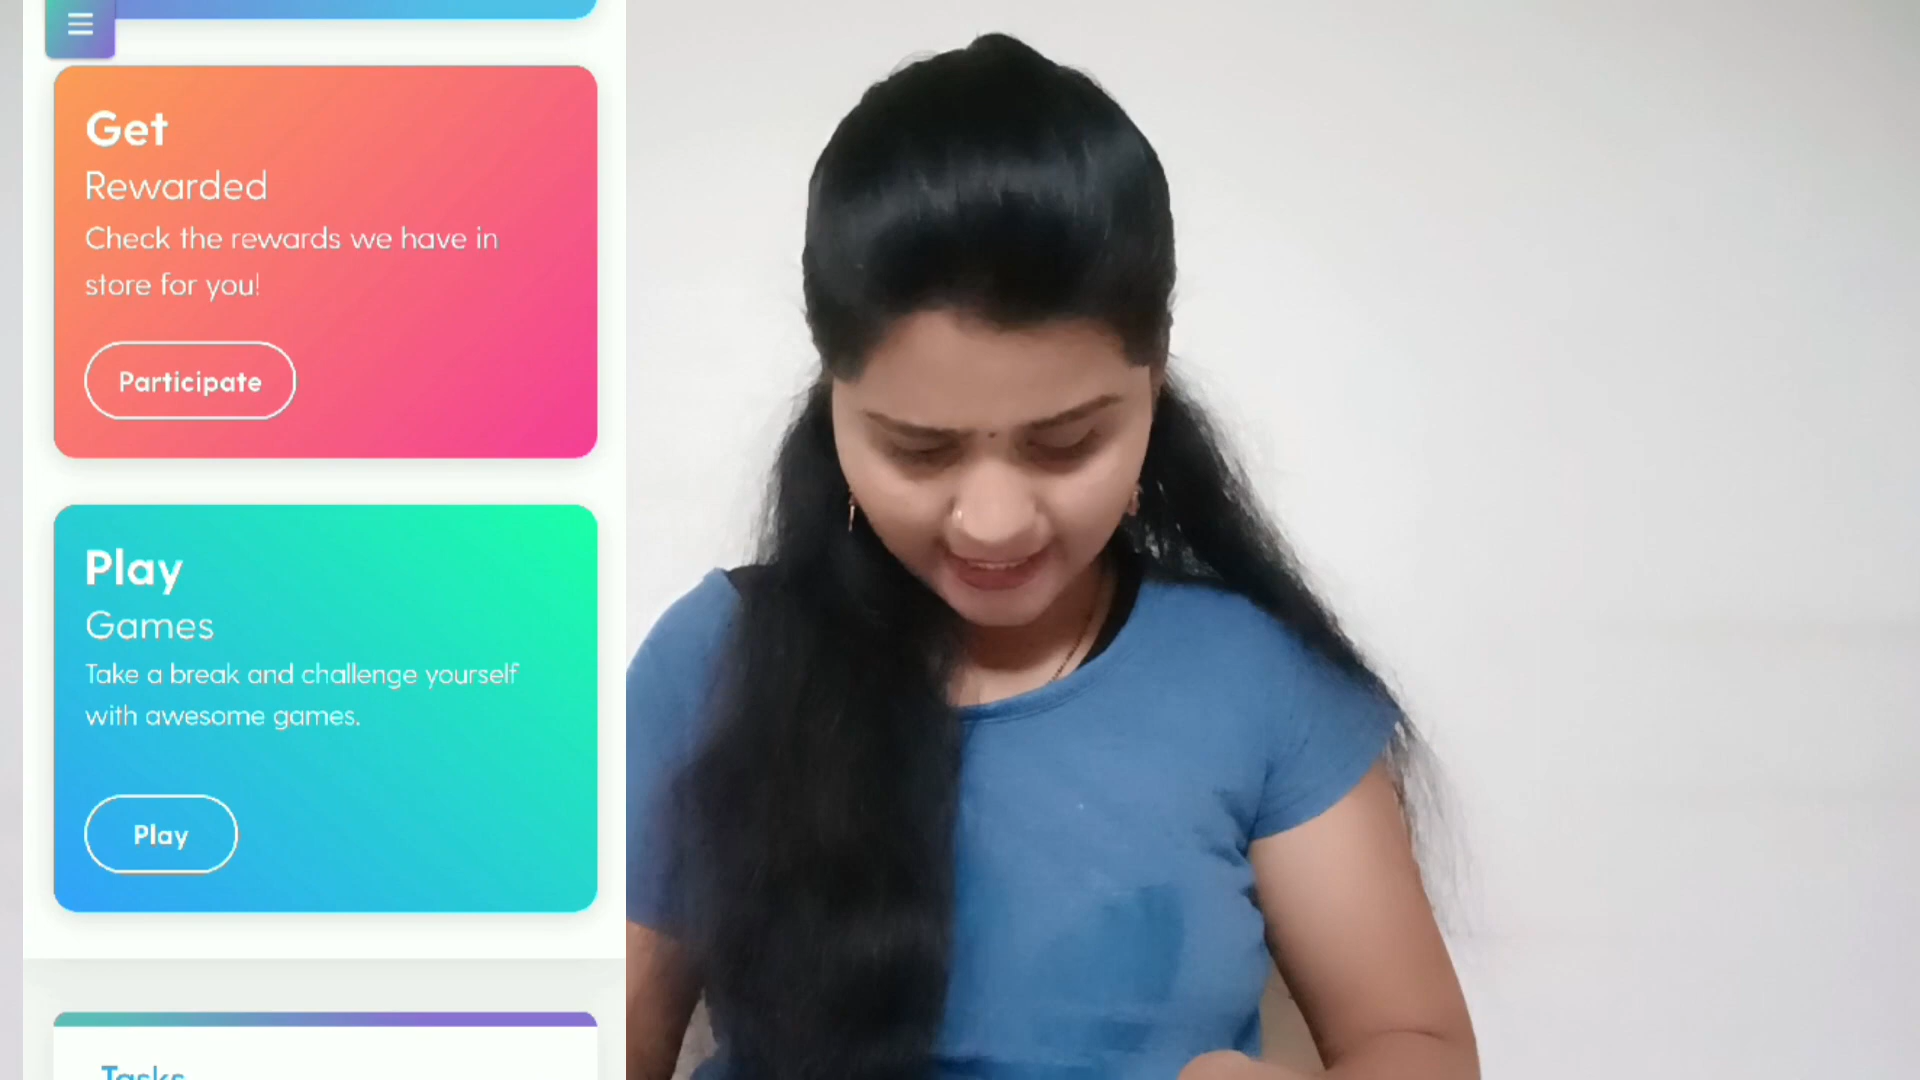 Get
Rewarded
Check the rewards we have in
store for you!
Participate
Play
Games
Take a break and challenge yourself
with awesome games.
Play
Tasks